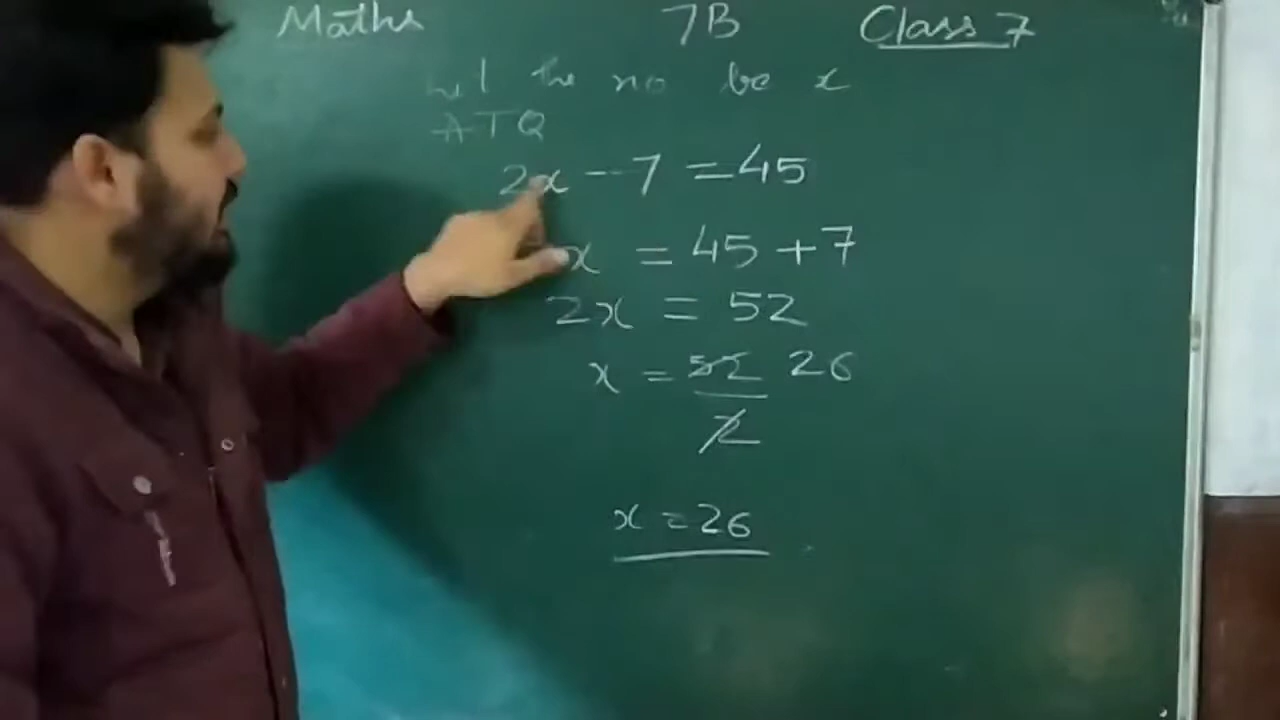 Maths 7B Class 7
Let the no be x
ATQ
2x - 7 = 45
x = 45 + 7
2x = 52
x = 52 26
2
x = 26